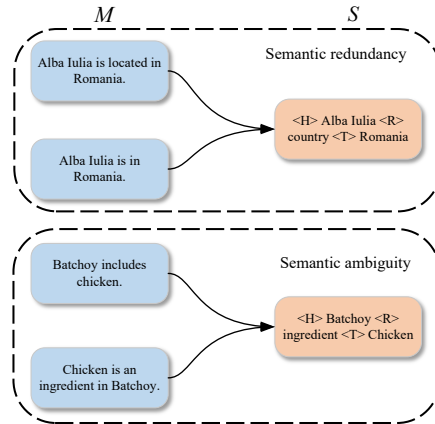 M
S
Semantic redundancy
Alba Iulia is located in
Romania.
<H> Alba Iulia <R>
country <T> Romania
Alba Iulia is in
Romania.
Semantic ambiguity
Batchoy includes
chicken.
<H> Batchoy <R>
ingredient <T> Chicken
Chicken is an
ingredient in Batchoy.